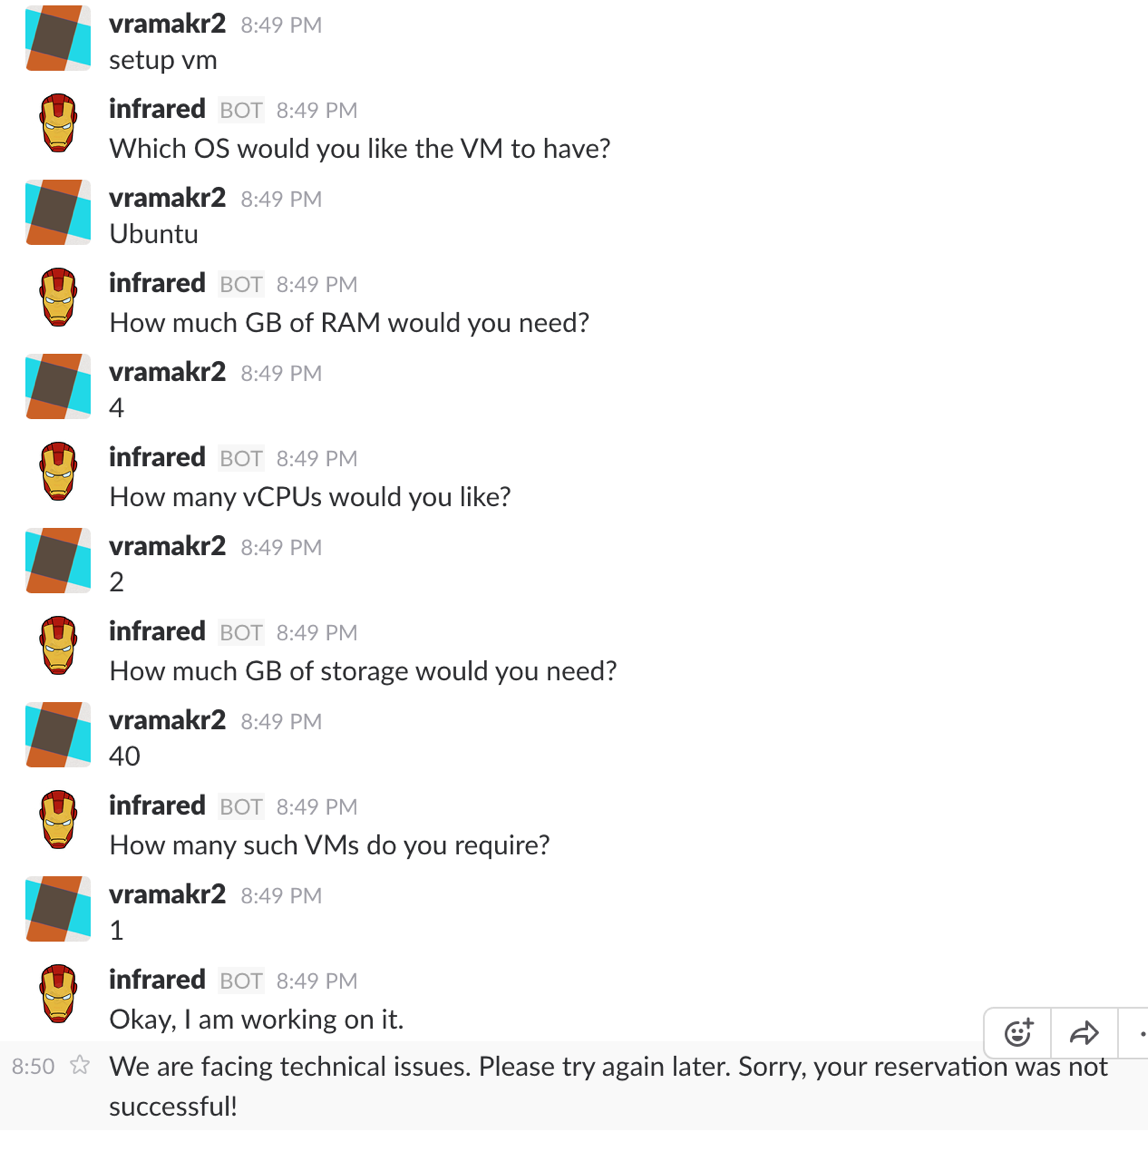 vramakr2 8:49 PM
setup vm
infrared BOT 8:49 PM
Which OS would you like the VM to have?
vramakr2 8:49 PM
Ubuntu
infrared BOT 8:49 PM
How much GB of RAM would you need?
vramakr2 8:49 PM
4
infrared BOT 8:49 PM
How many vCPUs would you like?
vramakr2 8:49 PM
2
infrared BOT 8:49 PM
How much GB of storage would you need?
vramakr2 8:49 PM
40
infrared BOT 8:49 PM
How many such VMs do you require?
vramakr2 8:49 PM
1
infrared BOT 8:49 PM
Okay, I am working on it.
8:50 We are facing technical issues. Please try again later. Sorry, your reservation was not
successful!